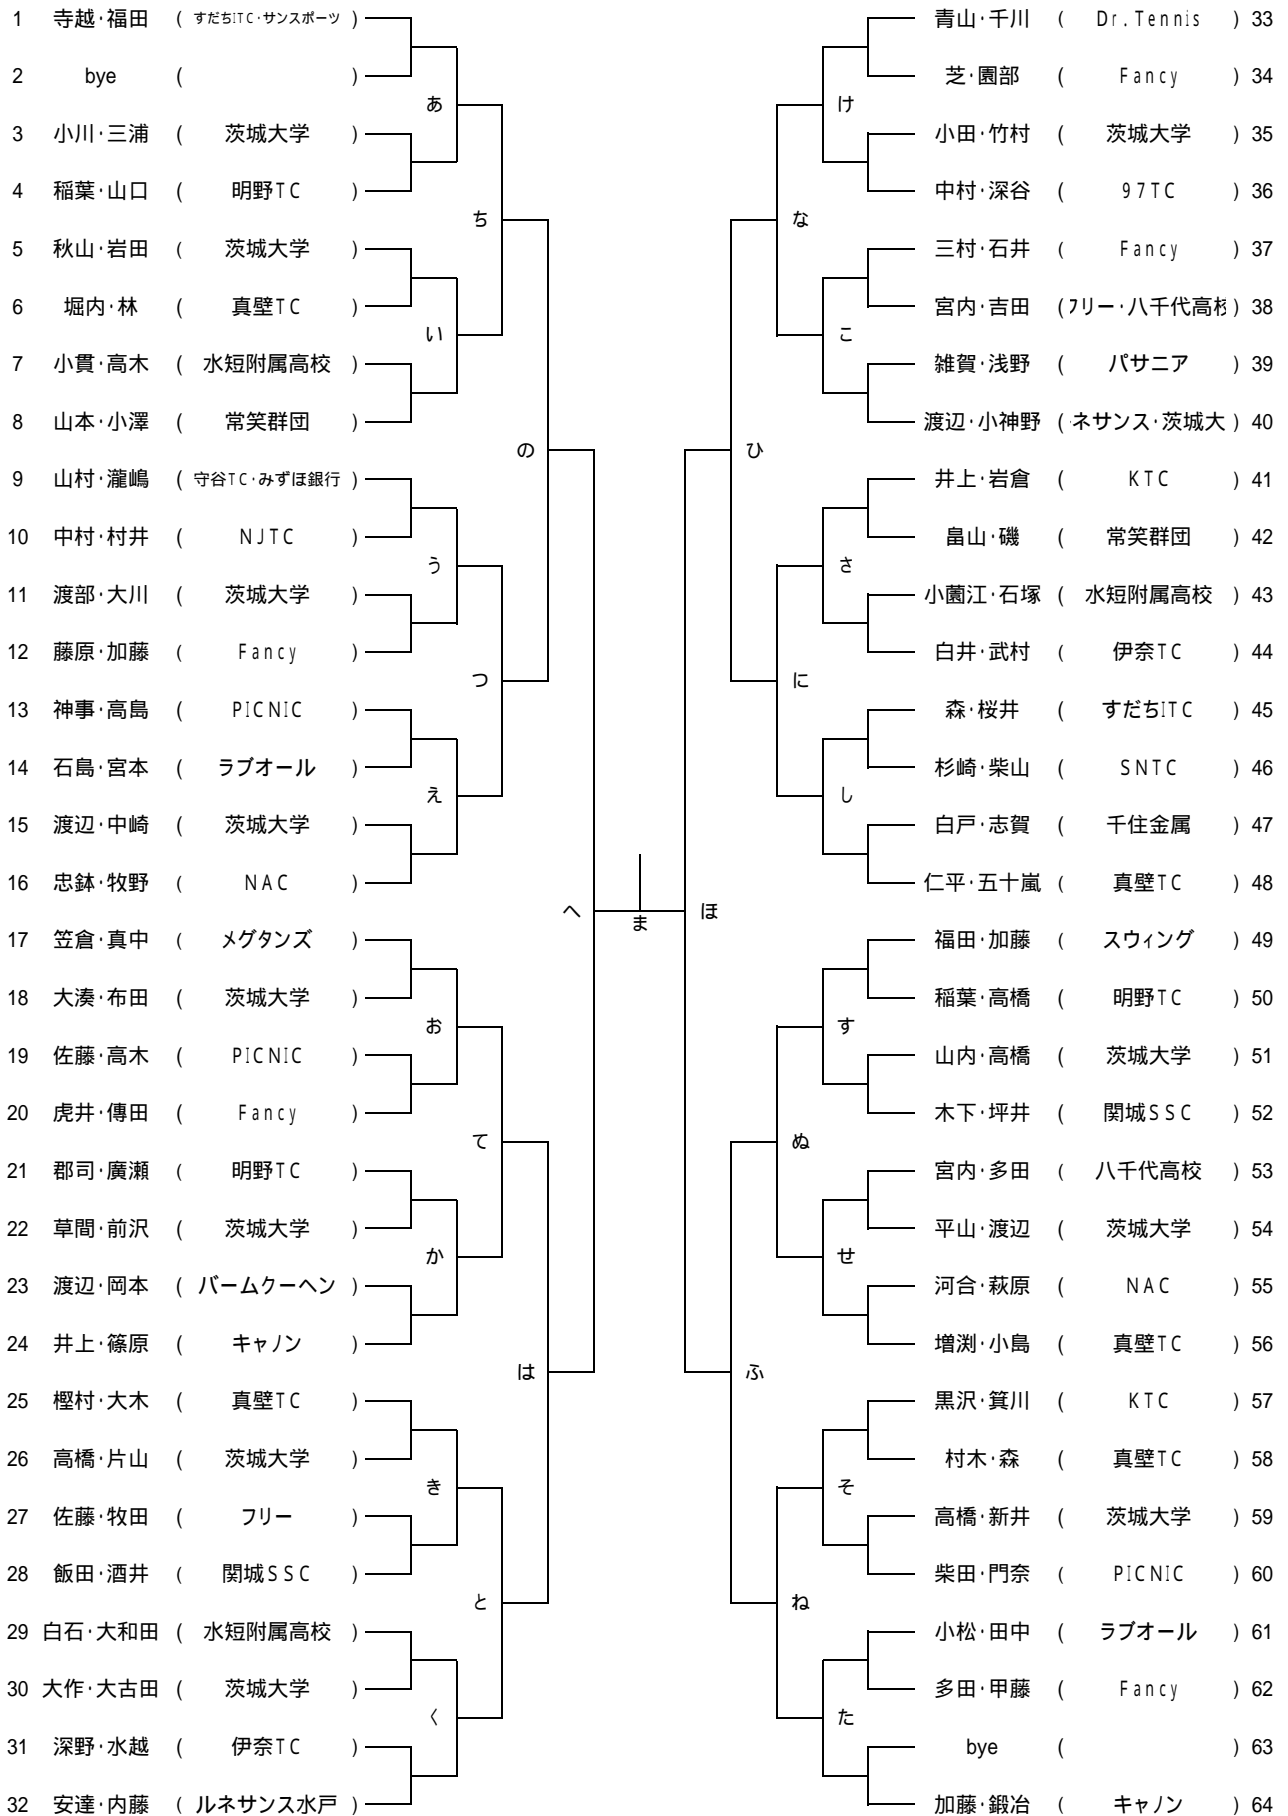 1 寺越・福田 ( すだちITC・サンスポーツ )
2 bye ( )
あ
3 小川・三浦 ( 茨城大学 )
4 稲葉・山口 ( 明野TC )
ち
5 秋山・岩田 ( 茨城大学 )
6 堀内・林 ( 真壁TC )
い
7 小貫・高木 ( 水短附属高校 )
8 山本・小澤 ( 常笑群団 )
の
9 山村・瀧嶋 ( 守谷TC・みずほ銀行 )
10 中村・村井 ( NJTC )
う
11 渡部・大川 ( 茨城大学 )
12 藤原・加藤 ( Fancy )
つ
13 神事・高島 ( PICNIC )
14 石島・宮本 ( ラブオール )
え
15 渡辺・中崎 ( 茨城大学 )
16 忠鉢・牧野 ( NAC )
へ
17 笠倉・真中 ( メグタンズ )
18 大湊・布田 ( 茨城大学 )
お
19 佐藤・高木 ( PICNIC )
20 虎井・傳田 ( Fancy )
て
21 郡司・廣瀬 ( 明野TC )
22 草間・前沢 ( 茨城大学 )
か
23 渡辺・岡本 ( バームクーヘン )
24 井上・篠原 ( キャノン )
は
25 樫村・大木 ( 真壁TC )
26 高橋・片山 ( 茨城大学 )
き
27 佐藤・牧田 ( フリー )
28 飯田・酒井 ( 関城SSC )
と
29 白石・大和田 ( 水短附属高校 )
30 大作・大古田 ( 茨城大学 )
く
31 深野・水越 ( 伊奈TC )
32 安達・内藤 ( ルネサンス水戸 )
ま
青山・千川 ( Dr.Tennis ) 33
芝・園部 ( Fancy ) 34
け
小田・竹村 ( 茨城大学 ) 35
中村・深谷 ( 97TC ) 36
な
三村・石井 ( Fancy ) 37
宮内・吉田 ( フリー・八千代高校 ) 38
こ
雑賀・浅野 ( パサニア ) 39
渡辺・小神野 ( ネサンス・茨城大 ) 40
ひ
井上・岩倉 ( KTC ) 41
畠山・磯 ( 常笑群団 ) 42
さ
小薗江・石塚 ( 水短附属高校 ) 43
白井・武村 ( 伊奈TC ) 44
に
森・桜井 ( すだちITC ) 45
杉崎・柴山 ( SNTC ) 46
し
白戸・志賀 ( 千住金属 ) 47
仁平・五十嵐 ( 真壁TC ) 48
ほ
福田・加藤 ( スウィング ) 49
稲葉・高橋 ( 明野TC ) 50
す
山内・高橋 ( 茨城大学 ) 51
木下・坪井 ( 関城SSC ) 52
ぬ
宮内・多田 ( 八千代高校 ) 53
平山・渡辺 ( 茨城大学 ) 54
せ
河合・萩原 ( NAC ) 55
増渕・小島 ( 真壁TC ) 56
ふ
黒沢・箕川 ( KTC ) 57
村木・森 ( 真壁TC ) 58
そ
高橋・新井 ( 茨城大学 ) 59
柴田・門奈 ( PICNIC ) 60
ね
小松・田中 ( ラブオール ) 61
多田・甲藤 ( Fancy ) 62
た
bye ( ) 63
加藤・鍛冶 ( キャノン ) 64